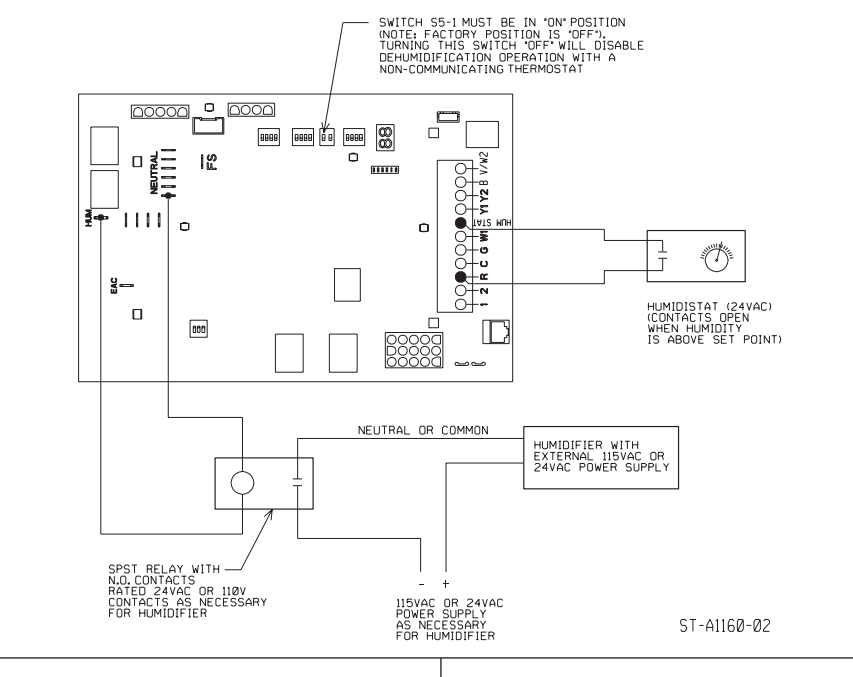 SWITCH S5-1 MUST BE IN "ON" POSITION
(NOTE: FACTORY POSITION IS "OFF").
TURNING THIS SWITCH "OFF" WILL DISABLE
DEHUMIDIFICATION OPERATION WITH A
NON-COMMUNICATING THERMOSTAT
NEUTRAL
FS
HUM
EAC
88
V/W2
B
Y2
Y1
HUM STAT
W1
G
C
R
2
1
HUMIDISTAT (24VAC)
(CONTACTS OPEN
WHEN HUMIDITY
IS ABOVE SET POINT)
NEUTRAL OR COMMON
HUMIDIFIER WITH
EXTERNAL 115VAC OR
24VAC POWER SUPPLY
SPST RELAY WITH
N.O. CONTACTS
RATED 24VAC OR 110V
CONTACTS AS NECESSARY
FOR HUMIDIFIER
- +
115VAC OR 24VAC
POWER SUPPLY
AS NECESSARY
FOR HUMIDIFIER
ST-A1160-02